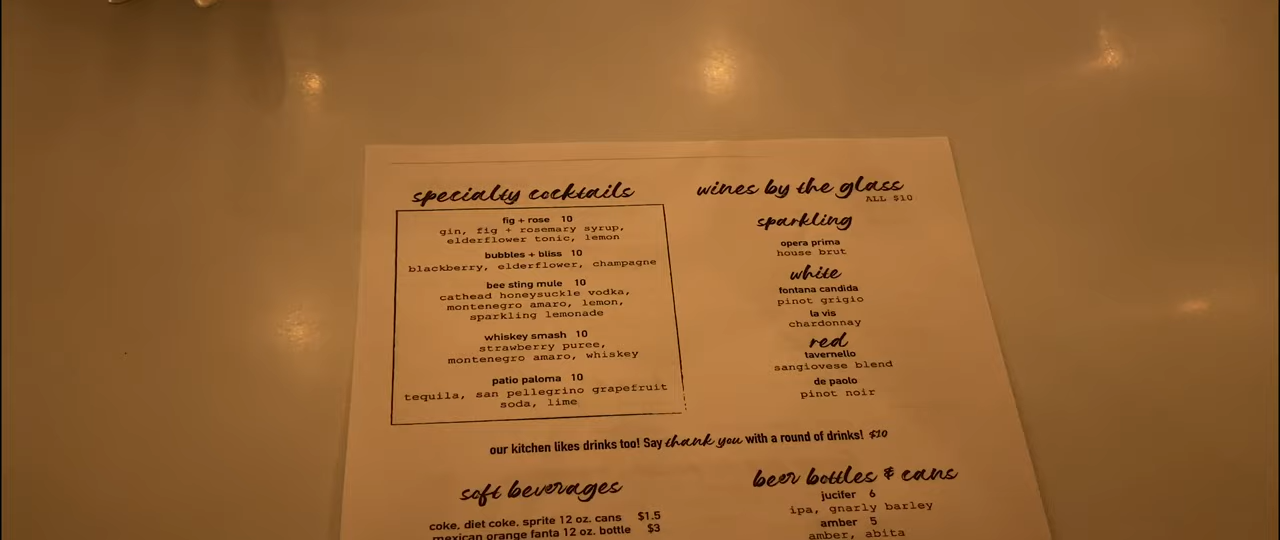 specialty cocktails
fig + rose 10
gin, fig + rosemary syrup,
elderflower tonic, lemon
bubbles + bliss 10
blackberry, elderflower, champagne
bee sting mule 10
cathead honeysuckle vodka,
montenegro amaro, lemon,
sparkling lemonade
whiskey smash 10
strawberry puree,
montenegro amaro, whiskey
patio paloma 10
tequila, san pellegrino grapefruit
soda, lime
wines by the glass
ALL $10
sparkling
opera prima
house brut
white
fontana candida
pinot grigio
la vis
chardonnay
red
tavernello
sangiovese blend
de paolo
pinot noir
our kitchen likes drinks too! Say thank you with a round of drinks! $10
soft beverages
coke, diet coke, sprite 12 oz. cans $1.5
mexican orange fanta 12 oz. bottle $3
beer bottles & cans
jucifer 6
ipa, gnarly barley
amber 5
amber, abita